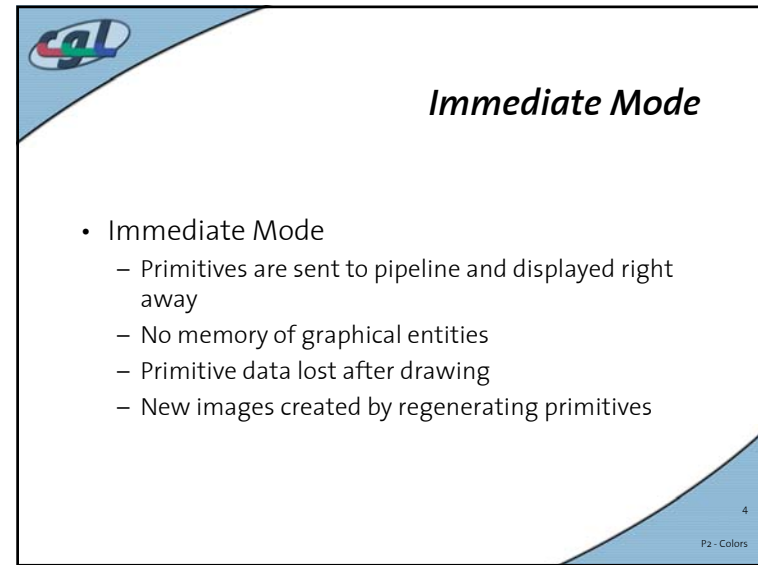 cgl
Immediate Mode
• Immediate Mode
– Primitives are sent to pipeline and displayed right
away
– No memory of graphical entities
– Primitive data lost after drawing
– New images created by regenerating primitives
4
P2 - Colors